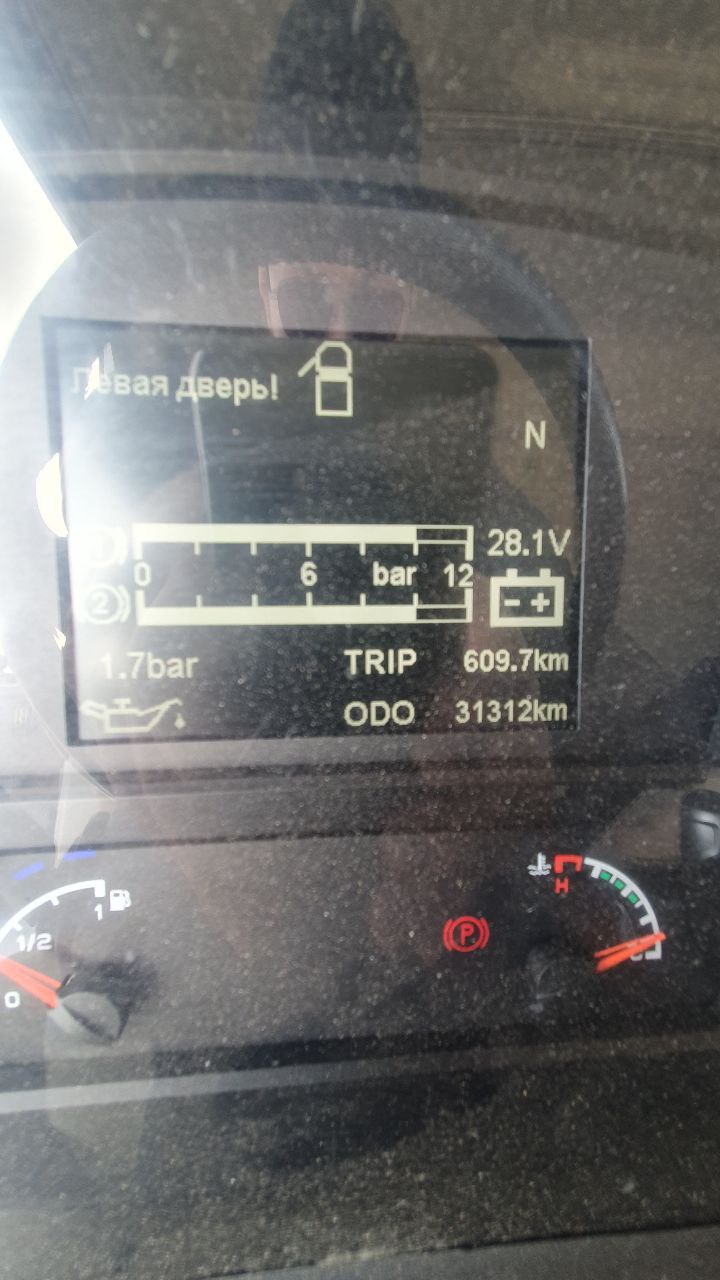 Левая дверь!
N
28.1V
0 6 bar 12
2
- +
1.7bar TRIP 609.7km
ODO 31312km
1
H
1/2
P
0